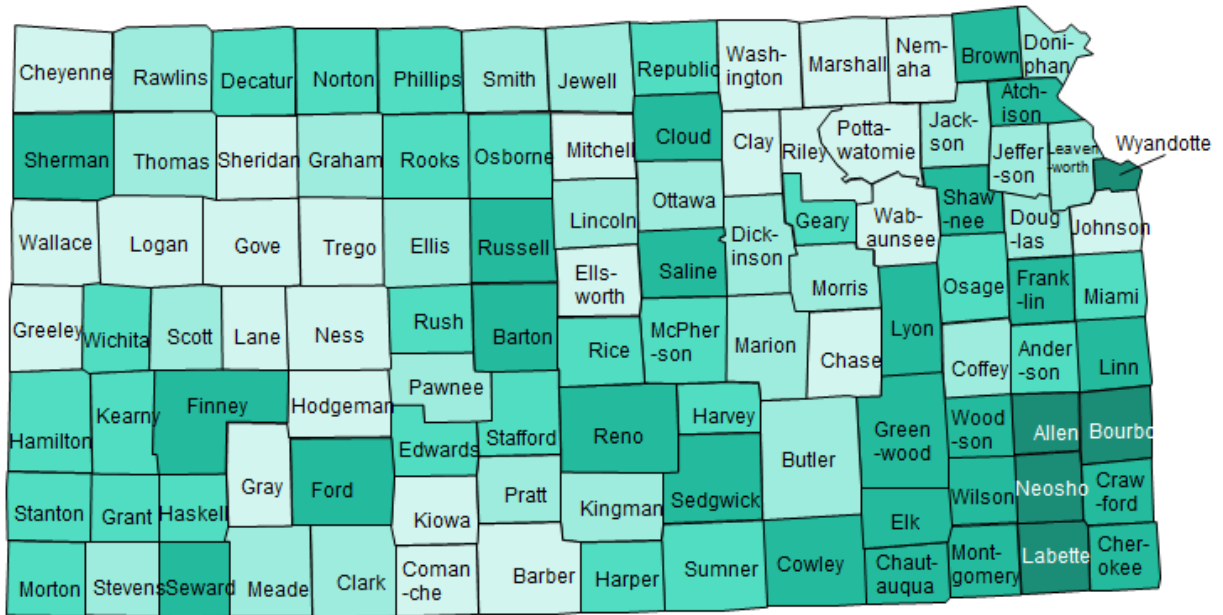 Cheyenne
Rawlins
Decatur
Norton
Phillips
Smith
Jewell
Republic
Wash-
ington
Marshall
Nem-
aha
Brown
Doni-
phan
Atch-
ison
Sherman
Thomas
Sheridan
Graham
Rooks
Osborne
Mitchell
Cloud
Clay
Riley
Potta-
watomie
Jack-
son
Jeffer
-son
Leaven
-worth
Wyandotte
Wallace
Logan
Gove
Trego
Ellis
Russell
Lincoln
Ottawa
Saline
Dick-
inson
Geary
Wab-
aunsee
Shaw-
nee
Doug
-las
Johnson
Ells-
worth
Morris
Osage
Frank
-lin
Miami
Greeley
Wichita
Scott
Lane
Ness
Rush
Barton
Rice
McPher
-son
Marion
Chase
Lyon
Coffey
Ander
-son
Linn
Hamilton
Kearny
Finney
Hodgeman
Pawnee
Edwards
Stafford
Reno
Harvey
Butler
Green
-wood
Wood
-son
Allen
Bourbo
Stanton
Grant
Haskell
Gray
Ford
Kiowa
Pratt
Kingman
Sedgwick
Elk
Wilson
Neosho
Craw
-ford
Morton
Stevens
Seward
Meade
Clark
Coman
-che
Barber
Harper
Sumner
Cowley
Chaut-
auqua
Mont-
gomery
Labette
Cher-
okee